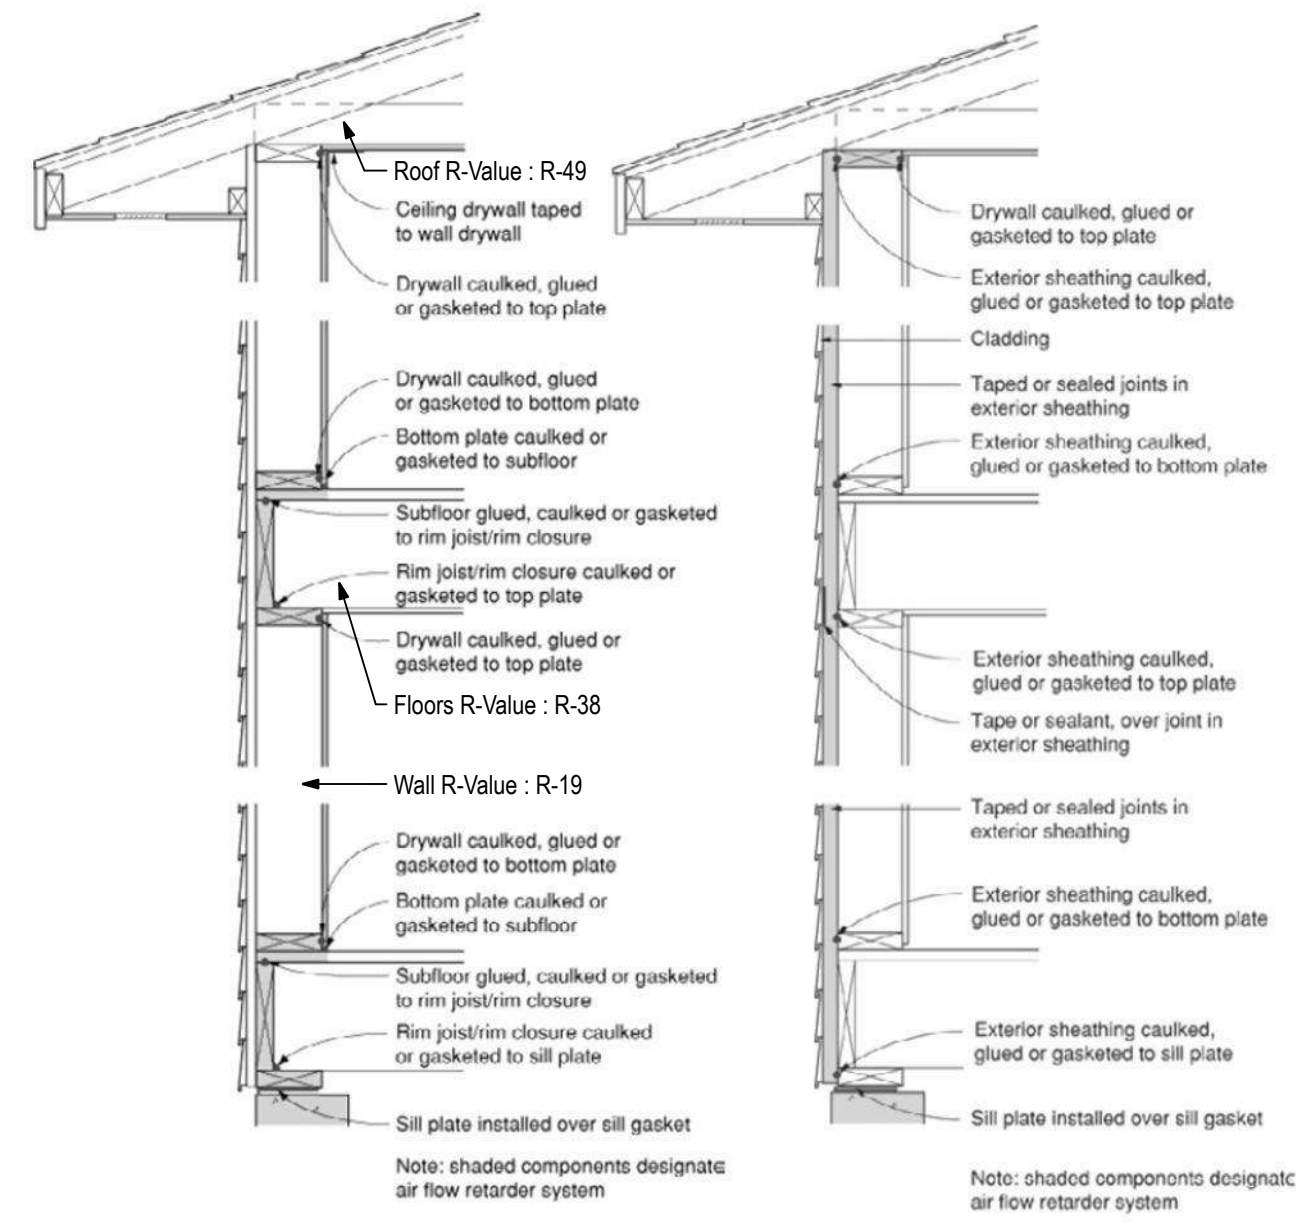 Roof R-Value : R-49
Ceiling drywall taped
to wall drywall
Drywall caulked, glued
or gasketed to top plate
Drywall caulked, glued
or gasketed to bottom plate
Bottom plate caulked or
gasketed to subfloor
Subfloor glued, caulked or gasketed
to rim joist/rim closure
Rim joist/rim closure caulked or
gasketed to top plate
Drywall caulked, glued or
gasketed to top plate
Floors R-Value : R-38
Wall R-Value : R-19
Drywall caulked, glued or
gasketed to bottom plate
Bottom plate caulked or
gasketed to subfloor
Subfloor glued, caulked or gasketed
to rim joist/rim closure
Rim joist/rim closure caulked
or gasketed to sill plate
Sill plate installed over sill gasket
Note: shaded components designate
air flow retarder system
Drywall caulked, glued or
gasketed to top plate
Exterior sheathing caulked,
glued or gasketed to top plate
Cladding
Taped or sealed joints in
exterior sheathing
Exterior sheathing caulked,
glued or gasketed to bottom plate
Exterior sheathing caulked,
glued or gasketed to top plate
Tape or sealant, over joint in
exterior sheathing
Taped or sealed joints in
exterior sheathing
Exterior sheathing caulked,
glued or gasketed to bottom plate
Exterior sheathing caulked,
glued or gasketed to sill plate
Sill plate installed over sill gasket
Note: shaded components designate
air flow retarder system